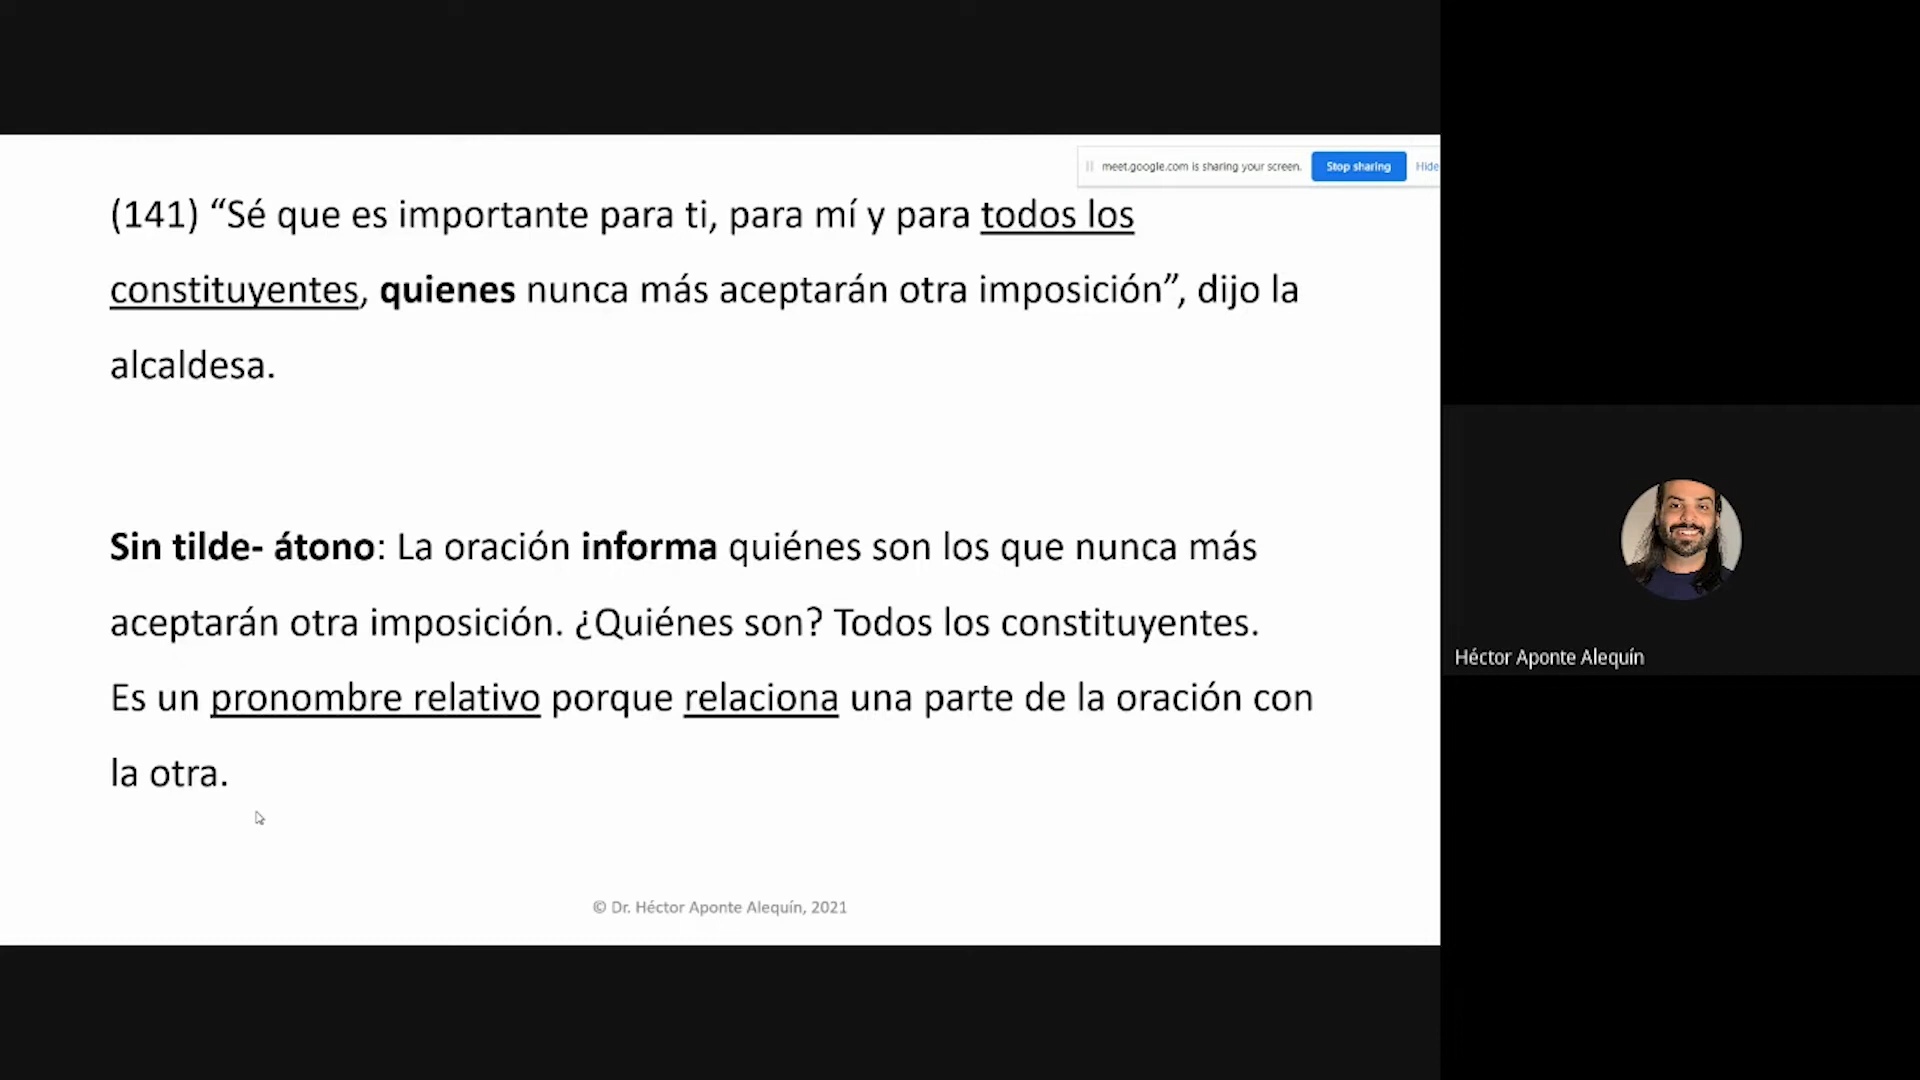 meet.google.com is sharing your screen. Stop sharing Hide
(141) “Sé que es importante para ti, para mí y para todos los
constituyentes, quienes nunca más aceptarán otra imposición”, dijo la
alcaldesa.
Sin tilde- átono: La oración informa quiénes son los que nunca más
aceptarán otra imposición. ¿Quiénes son? Todos los constituyentes.
Es un pronombre relativo porque relaciona una parte de la oración con
la otra.
© Dr. Héctor Aponte Alequín, 2021
Héctor Aponte Alequín